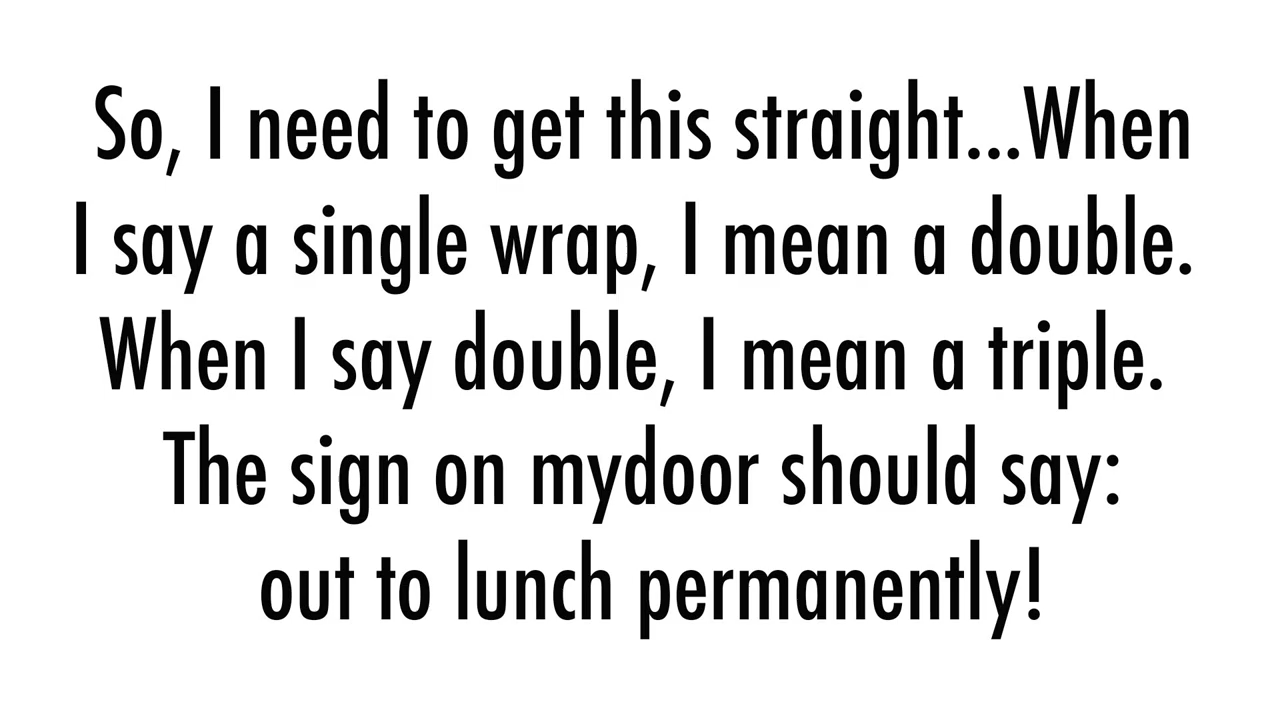 So, I need to get this straight...When
I say a single wrap, I mean a double.
When I say double, I mean a triple.
The sign on mydoor should say:
out to lunch permanently!